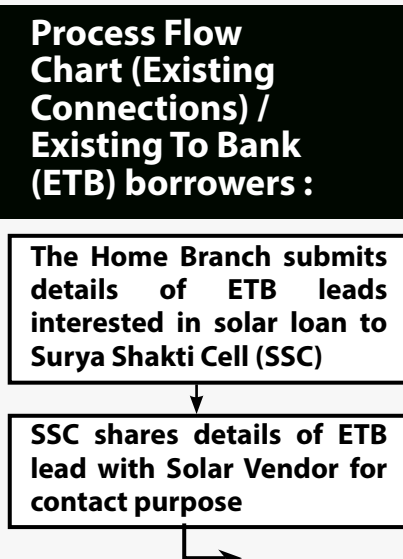 Process Flow
Chart (Existing
Connections) /
Existing To Bank
(ETB) borrowers :
The Home Branch submits
details of ETB leads
interested in solar loan to
Surya Shakti Cell (SSC)
SSC shares details of ETB
lead with Solar Vendor for
contact purpose